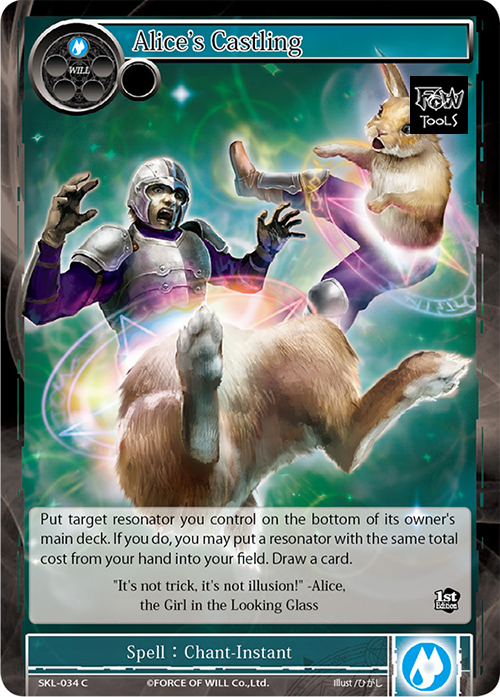 Alice's Castling
WILL
FOW
TOOLS
Put target resonator you control on the bottom of its owner's
main deck. If you do, you may put a resonator with the same total
cost from your hand into your field. Draw a card.
"It's not trick, it's not illusion!" -Alice,
the Girl in the Looking Glass
1st
Edition
Spell : Chant-Instant
SKL-034 C ©FORCE OF WILL Co.,Ltd. Illust /ひがし